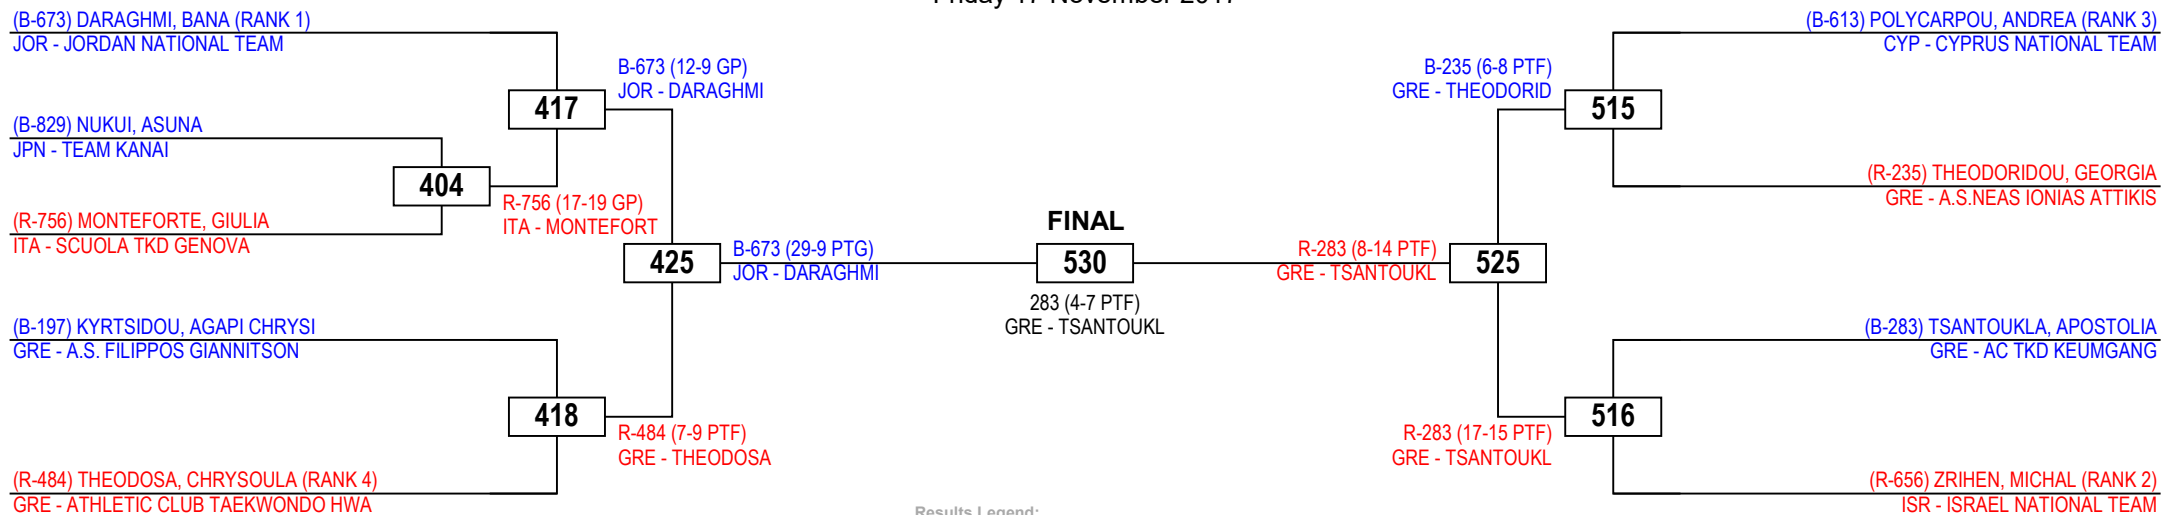 Friday 17 November 2017
(B-673) DARAGHMI, BANA (RANK 1)
JOR - JORDAN NATIONAL TEAM
(B-829) NUKUI, ASUNA
JPN - TEAM KANAI
(R-756) MONTEFORTE, GIULIA
ITA - SCUOLA TKD GENOVA
(B-197) KYRTSIDOU, AGAPI CHRYSI
GRE - A.S. FILIPPOS GIANNITSON
(R-484) THEODOSA, CHRYSOULA (RANK 4)
GRE - ATHLETIC CLUB TAEKWONDO HWA
404
R-756 (17-19 GP)
ITA - MONTEFORT
417
B-673 (12-9 GP)
JOR - DARAGHMI
418
R-484 (7-9 PTF)
GRE - THEODOSA
425
B-673 (29-9 PTG)
JOR - DARAGHMI
FINAL
530
283 (4-7 PTF)
GRE - TSANTOUKL
R-283 (8-14 PTF)
GRE - TSANTOUKL
525
B-235 (6-8 PTF)
GRE - THEODORID
515
R-283 (17-15 PTF)
GRE - TSANTOUKL
516
(B-613) POLYCARPOU, ANDREA (RANK 3)
CYP - CYPRUS NATIONAL TEAM
(R-235) THEODORIDOU, GEORGIA
GRE - A.S.NEAS IONIAS ATTIKIS
(B-283) TSANTOUKLA, APOSTOLIA
GRE - AC TKD KEUMGANG
(R-656) ZRIHEN, MICHAL (RANK 2)
ISR - ISRAEL NATIONAL TEAM
Results Legend: